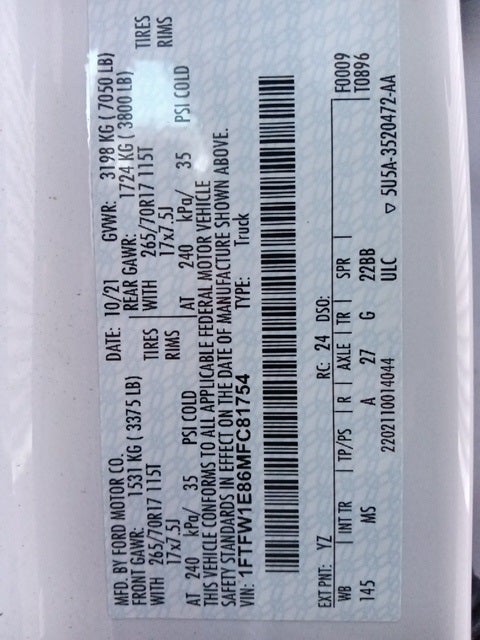 MFD. BY FORD MOTOR CO. DATE: 10/21 GVWR: 3198 KG ( 7050 LB)
FRONT GAWR: 1531 KG ( 3375 LB) REAR GAWR: 1724 KG ( 3800 LB)
WITH 265/70R17 115T TIRES WITH 265/70R17 115T TIRES
17x7.5J RIMS 17x7.5J RIMS
AT 240 kPa/ 35 PSI COLD AT 240 kPa/ 35 PSI COLD
THIS VEHICLE CONFORMS TO ALL APPLICABLE FEDERAL MOTOR VEHICLE
SAFETY STANDARDS IN EFFECT ON THE DATE OF MANUFACTURE SHOWN ABOVE.
VIN: 1FTFW1E86MFC81754 TYPE: Truck
EXT PNT: YZ RC: 24 DSO: F0009
WB INT TR TP/PS R AXLE TR SPR T0896
145 MS A 27 G 22BB
2202110014044 ULC ▽ 5U5A-3520472-AA